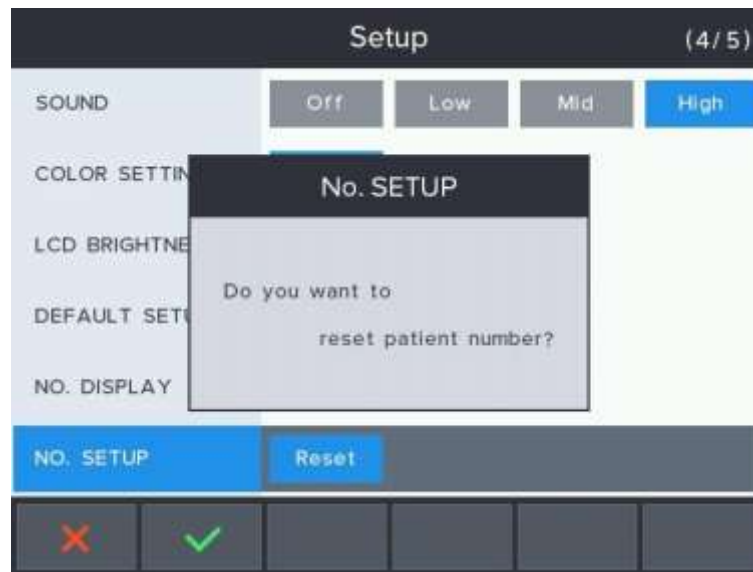 Setup (4/5)
SOUND Off Low Mid High
COLOR SETTIN
No. SETUP
LCD BRIGHTNE
Do you want to
DEFAULT SETU
reset patient number?
NO. DISPLAY
NO. SETUP Reset